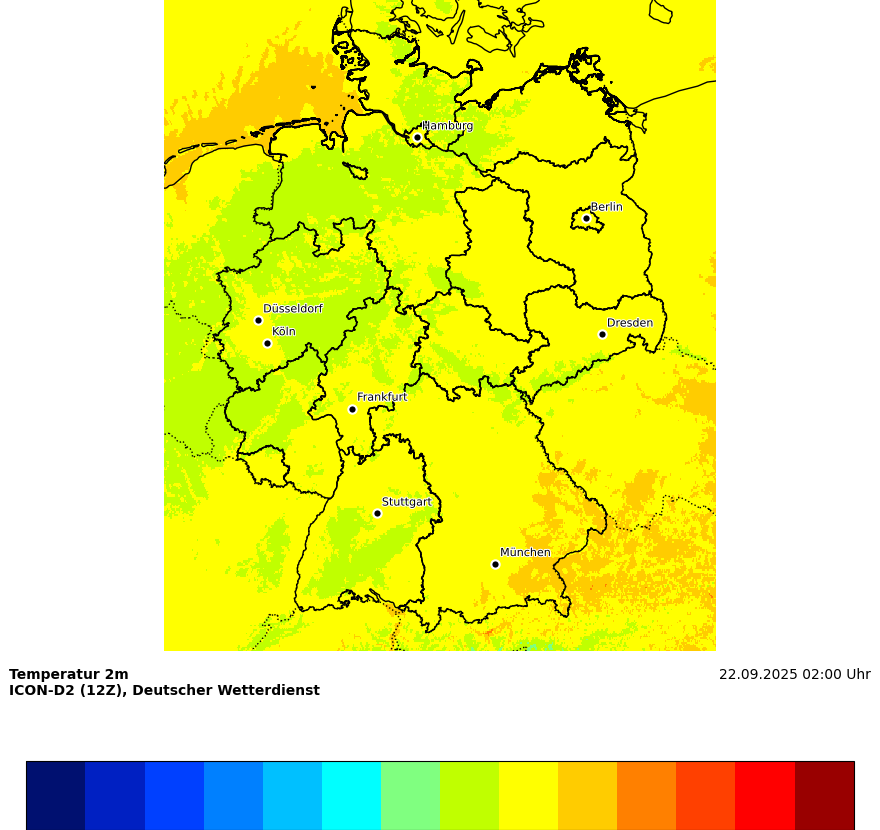 Hamburg
Berlin
Düsseldorf
Köln
Dresden
Frankfurt
Stuttgart
München
Temperatur 2m
22.09.2025 02:00 Uhr
ICON-D2 (12Z), Deutscher Wetterdienst